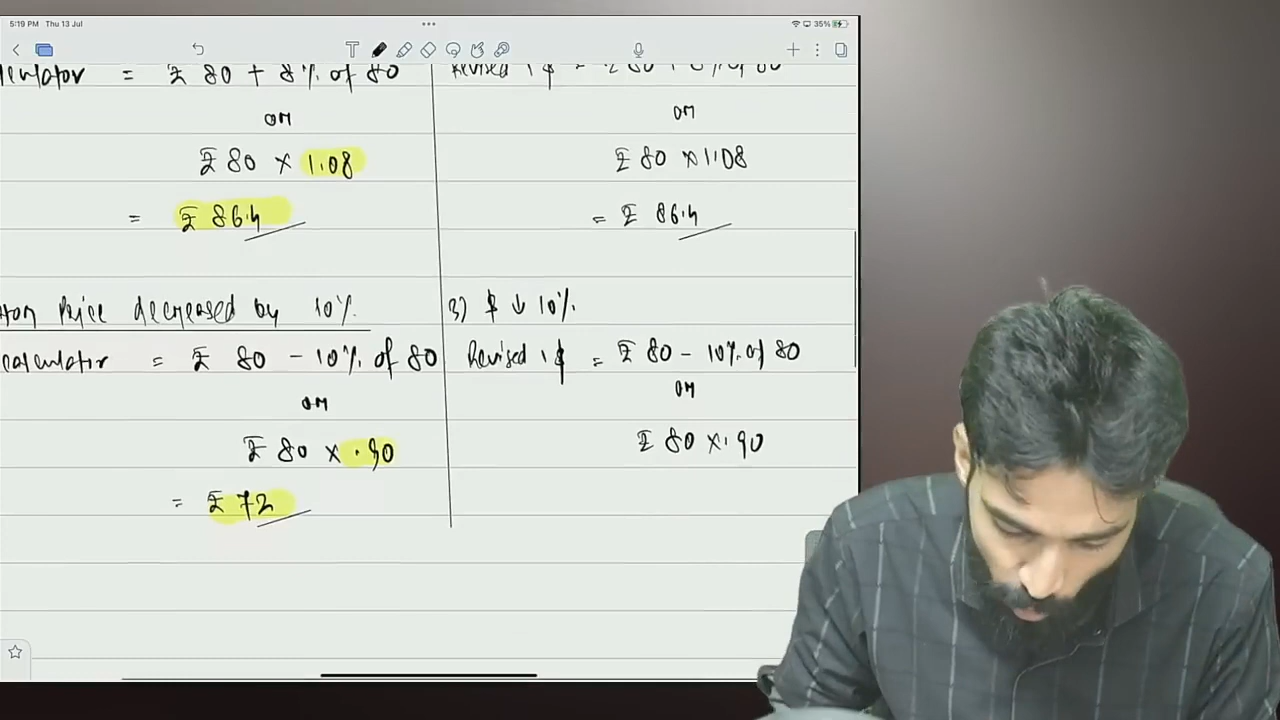 5:19 PM Thu 13 Jul
35%
= ₹ 80 + 8% of 80
or
₹ 80 × 1.08
= ₹ 86.4
Price decreased by 10%.
calculator = ₹ 80 - 10% of 80
or
₹ 80 × .90
= ₹ 72
Revised 1 $ =
or
₹ 80 × 1.08
= ₹ 86.4
3) $ ↓ 10%.
Revised 1 $ = ₹ 80 - 10% of 80
or
₹ 80 × .90